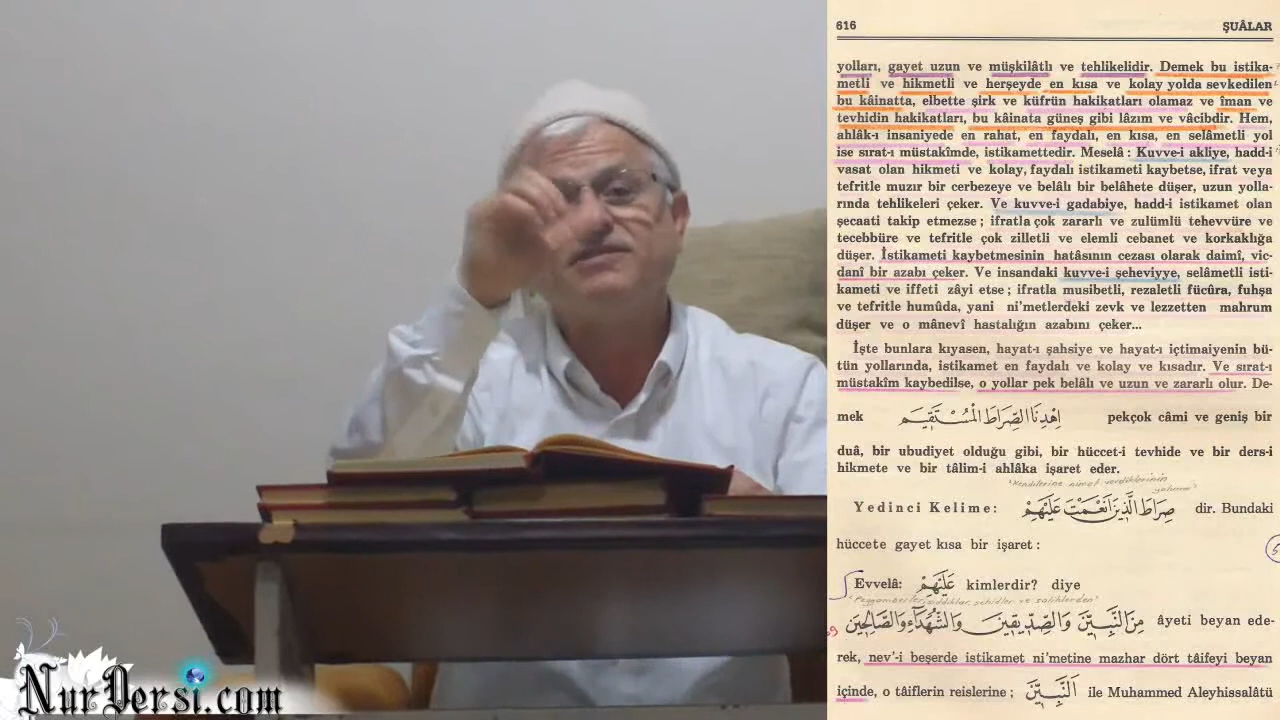 616 ŞUÂLAR
yolları, gayet uzun ve müşkilâtlı ve tehlikelidir. Demek bu istika-
metli ve hikmetli ve herşeyde en kısa ve kolay yolda sevkedilen
bu kâinatta, elbette şirk ve küfrün hakikatları olamaz ve îman ve
tevhidin hakikatları, bu kâinata güneş gibi lâzım ve vâcibdir. Hem,
ahlâk-ı insaniyede en rahat, en faydalı, en kısa, en selâmetli yol
ise sırat-ı müstakîmde, istikamettedir. Meselâ : Kuvve-i akliye, hadd-i
vasat olan hikmeti ve kolay, faydalı istikameti kaybetse, ifrat veya
tefritle muzır bir cerbezeye ve belâlı bir belâhete düşer, uzun yolla-
rında tehlikeleri çeker. Ve kuvve-i gadabiye, hadd-i istikamet olan
şecaati takip etmezse ; ifratla çok zararlı ve zulümlü tehevvüre ve
tecebbüre ve tefritle çok zilletli ve elemli cebanet ve korkaklığa
düşer. İstikameti kaybetmesinin hatâsının cezası olarak daimî, vic-
danî bir azabı çeker. Ve insandaki kuvve-i şeheviyye, selâmetli isti-
kameti ve iffeti zâyi etse ; ifratla musibetli, rezaletli fücûra, fuhşa
ve tefritle humûda, yani ni'metlerdeki zevk ve lezzetten mahrum
düşer ve o mânevî hastalığın azabını çeker...
İşte bunlara kıyasen, hayat-ı şahsiye ve hayat-ı içtimaiyenin bü-
tün yollarında, istikamet en faydalı ve kolay ve kısadır. Ve sırat-ı
müstakîm kaybedilse, o yollar pek belâlı ve uzun ve zararlı olur. De-
mek اِهْدِنَا الصِّرَاطَ الْمُسْتَقِيمَ pekçok câmi ve geniş bir
duâ, bir ubudiyet olduğu gibi, bir hüccet-i tevhide ve bir ders-i
hikmete ve bir tâlim-i ahlâka işaret eder.
"Kendilerine nimet verdiklerinin yoluna"
Yedinci Kelime: صِرَاطَ الَّذِينَ اَنْعَمْتَ عَلَيْهِمْ dir. Bundaki
hüccete gayet kısa bir işaret :
Evvelâ: عَلَيْهِمْ kimlerdir? diye
"Peygamberler, sıddıklar, şehidler ve salihlerden"
مِنَ النَّبِيِّينَ وَالصِّدِّيقِينَ وَالشُّهَدَاءِ وَالصَّالِحِينَ âyeti beyan ede-
rek, nev'-i beşerde istikamet ni'metine mazhar dört tâifeyi beyan
içinde, o tâiflerin reislerine ; اَلنَّبِيِّينَ ile Muhammed Aleyhissalâtü
NurDersi.com